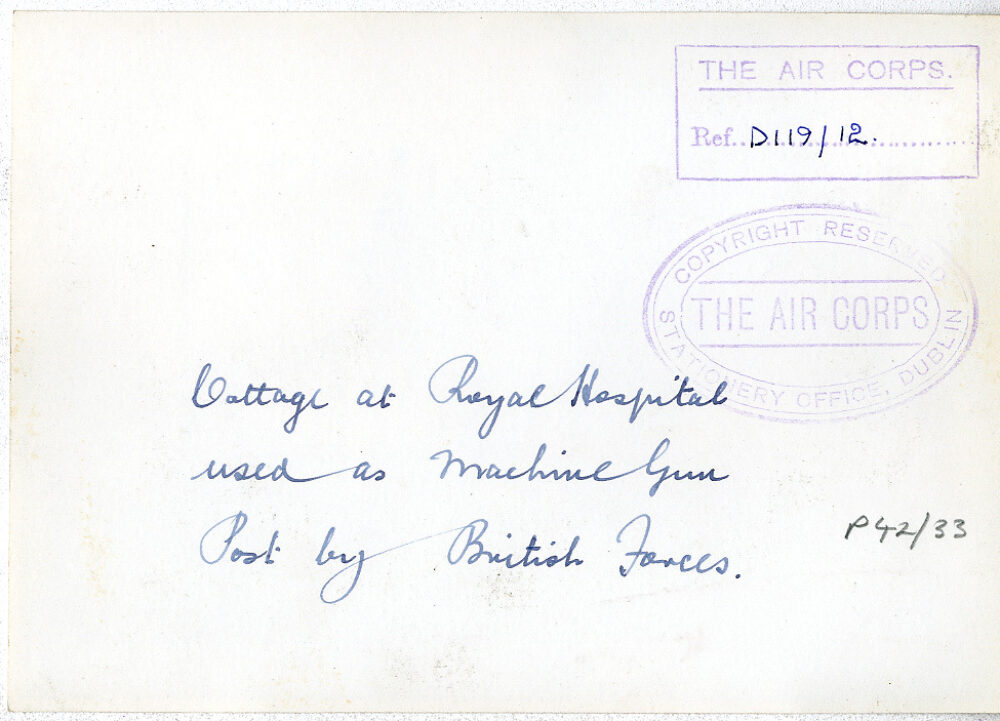 THE AIR CORPS.
Ref. D119/12.
COPYRIGHT RESERVED
THE AIR CORPS
STATIONERY OFFICE, DUBLIN
Cottage at Royal Hospital
used as Machine Gun
Post by British Forces.
P42/33